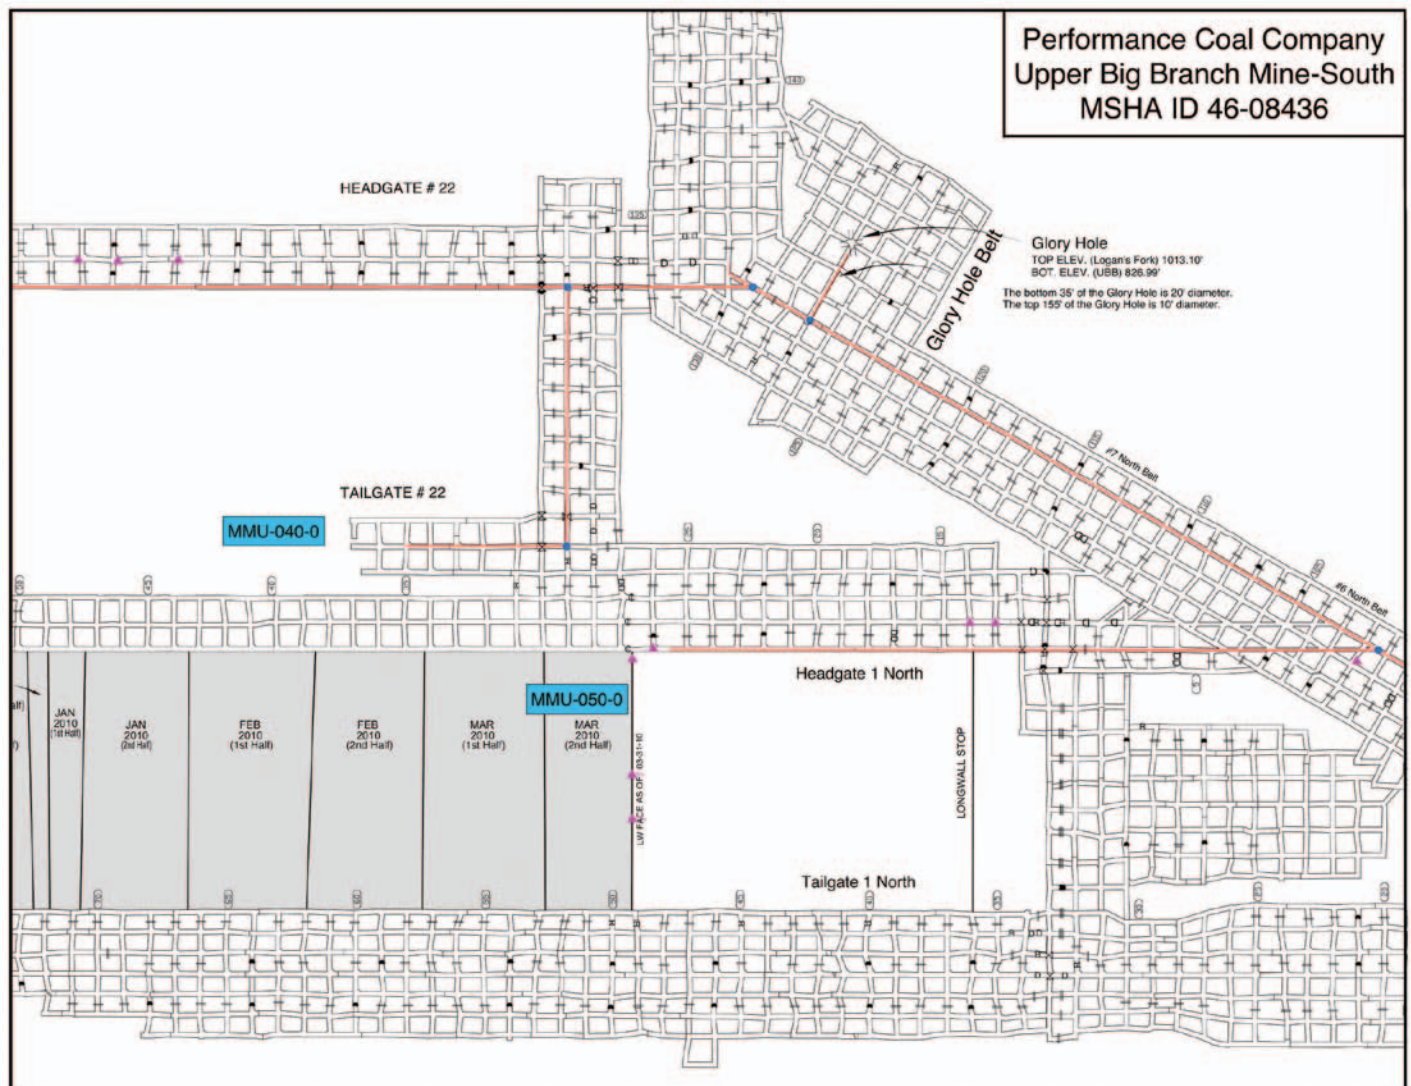 Performance Coal Company
Upper Big Branch Mine-South
MSHA ID 46-08436
HEADGATE # 22
Glory Hole
TOP ELEV. (Logan's Fork) 1013.10'
BOT. ELEV. (UBB) 826.99'
The bottom 35' of the Glory Hole is 20' diameter.
The top 155' of the Glory Hole is 10' diameter.
Glory Hole Belt
#7 North Belt
#6 North Belt
TAILGATE # 22
MMU-040-0
Headgate 1 North
MMU-050-0
JAN
2010
(1st Half)
JAN
2010
(2nd Half)
FEB
2010
(1st Half)
FEB
2010
(2nd Half)
MAR
2010
(1st Half)
MAR
2010
(2nd Half)
LW FACE AS OF 03-31-10
LONGWALL STOP
Tailgate 1 North